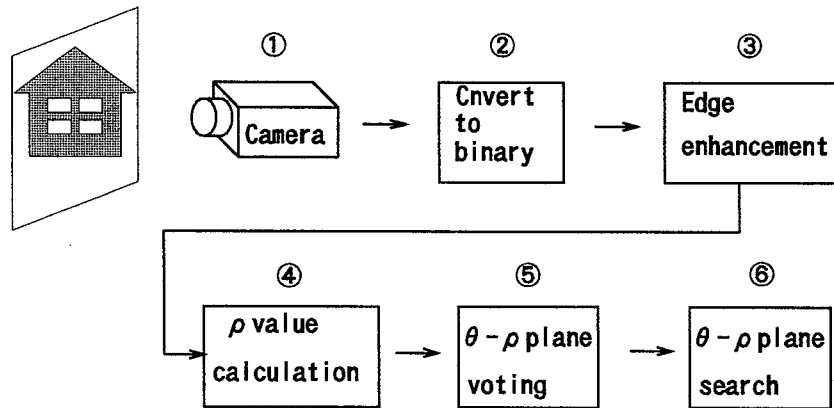 ①
②
③
Camera
Cnvert
to
binary
Edge
enhancement
④
⑤
⑥
ρ value
calculation
θ-ρ plane
voting
θ-ρ plane
search